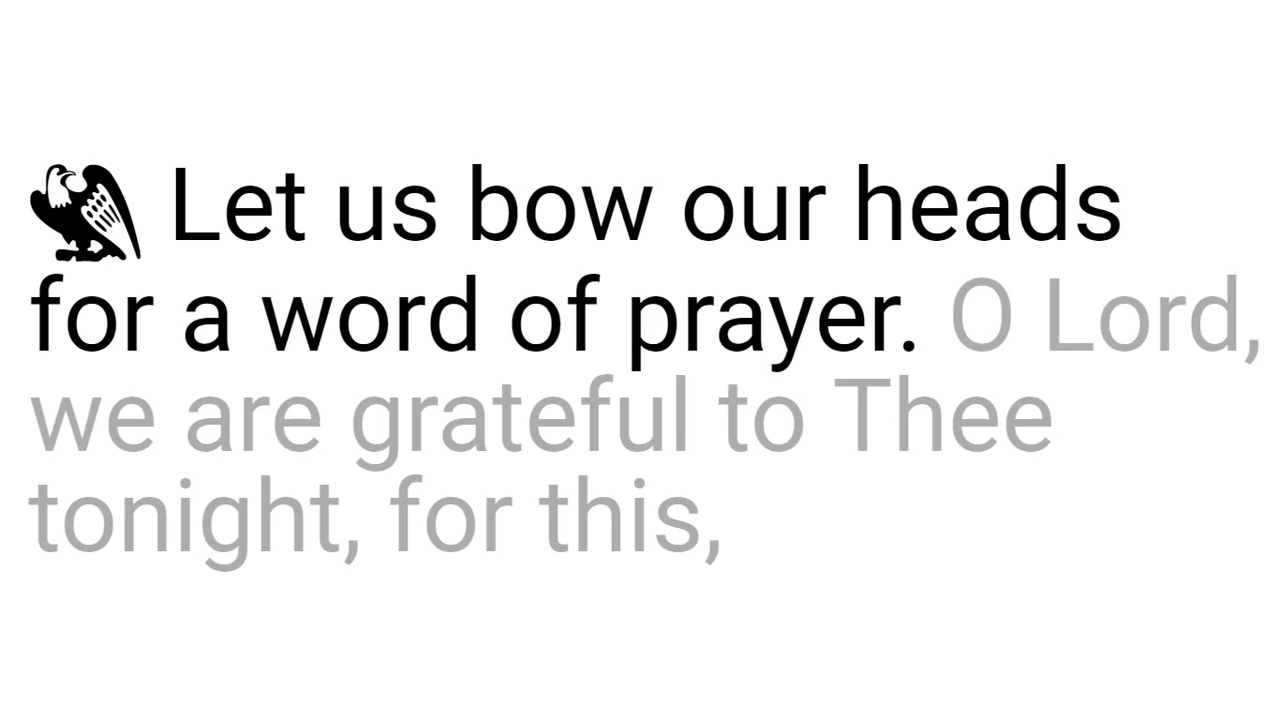 Let us bow our heads
for a word of prayer. O Lord,
we are grateful to Thee
tonight, for this,